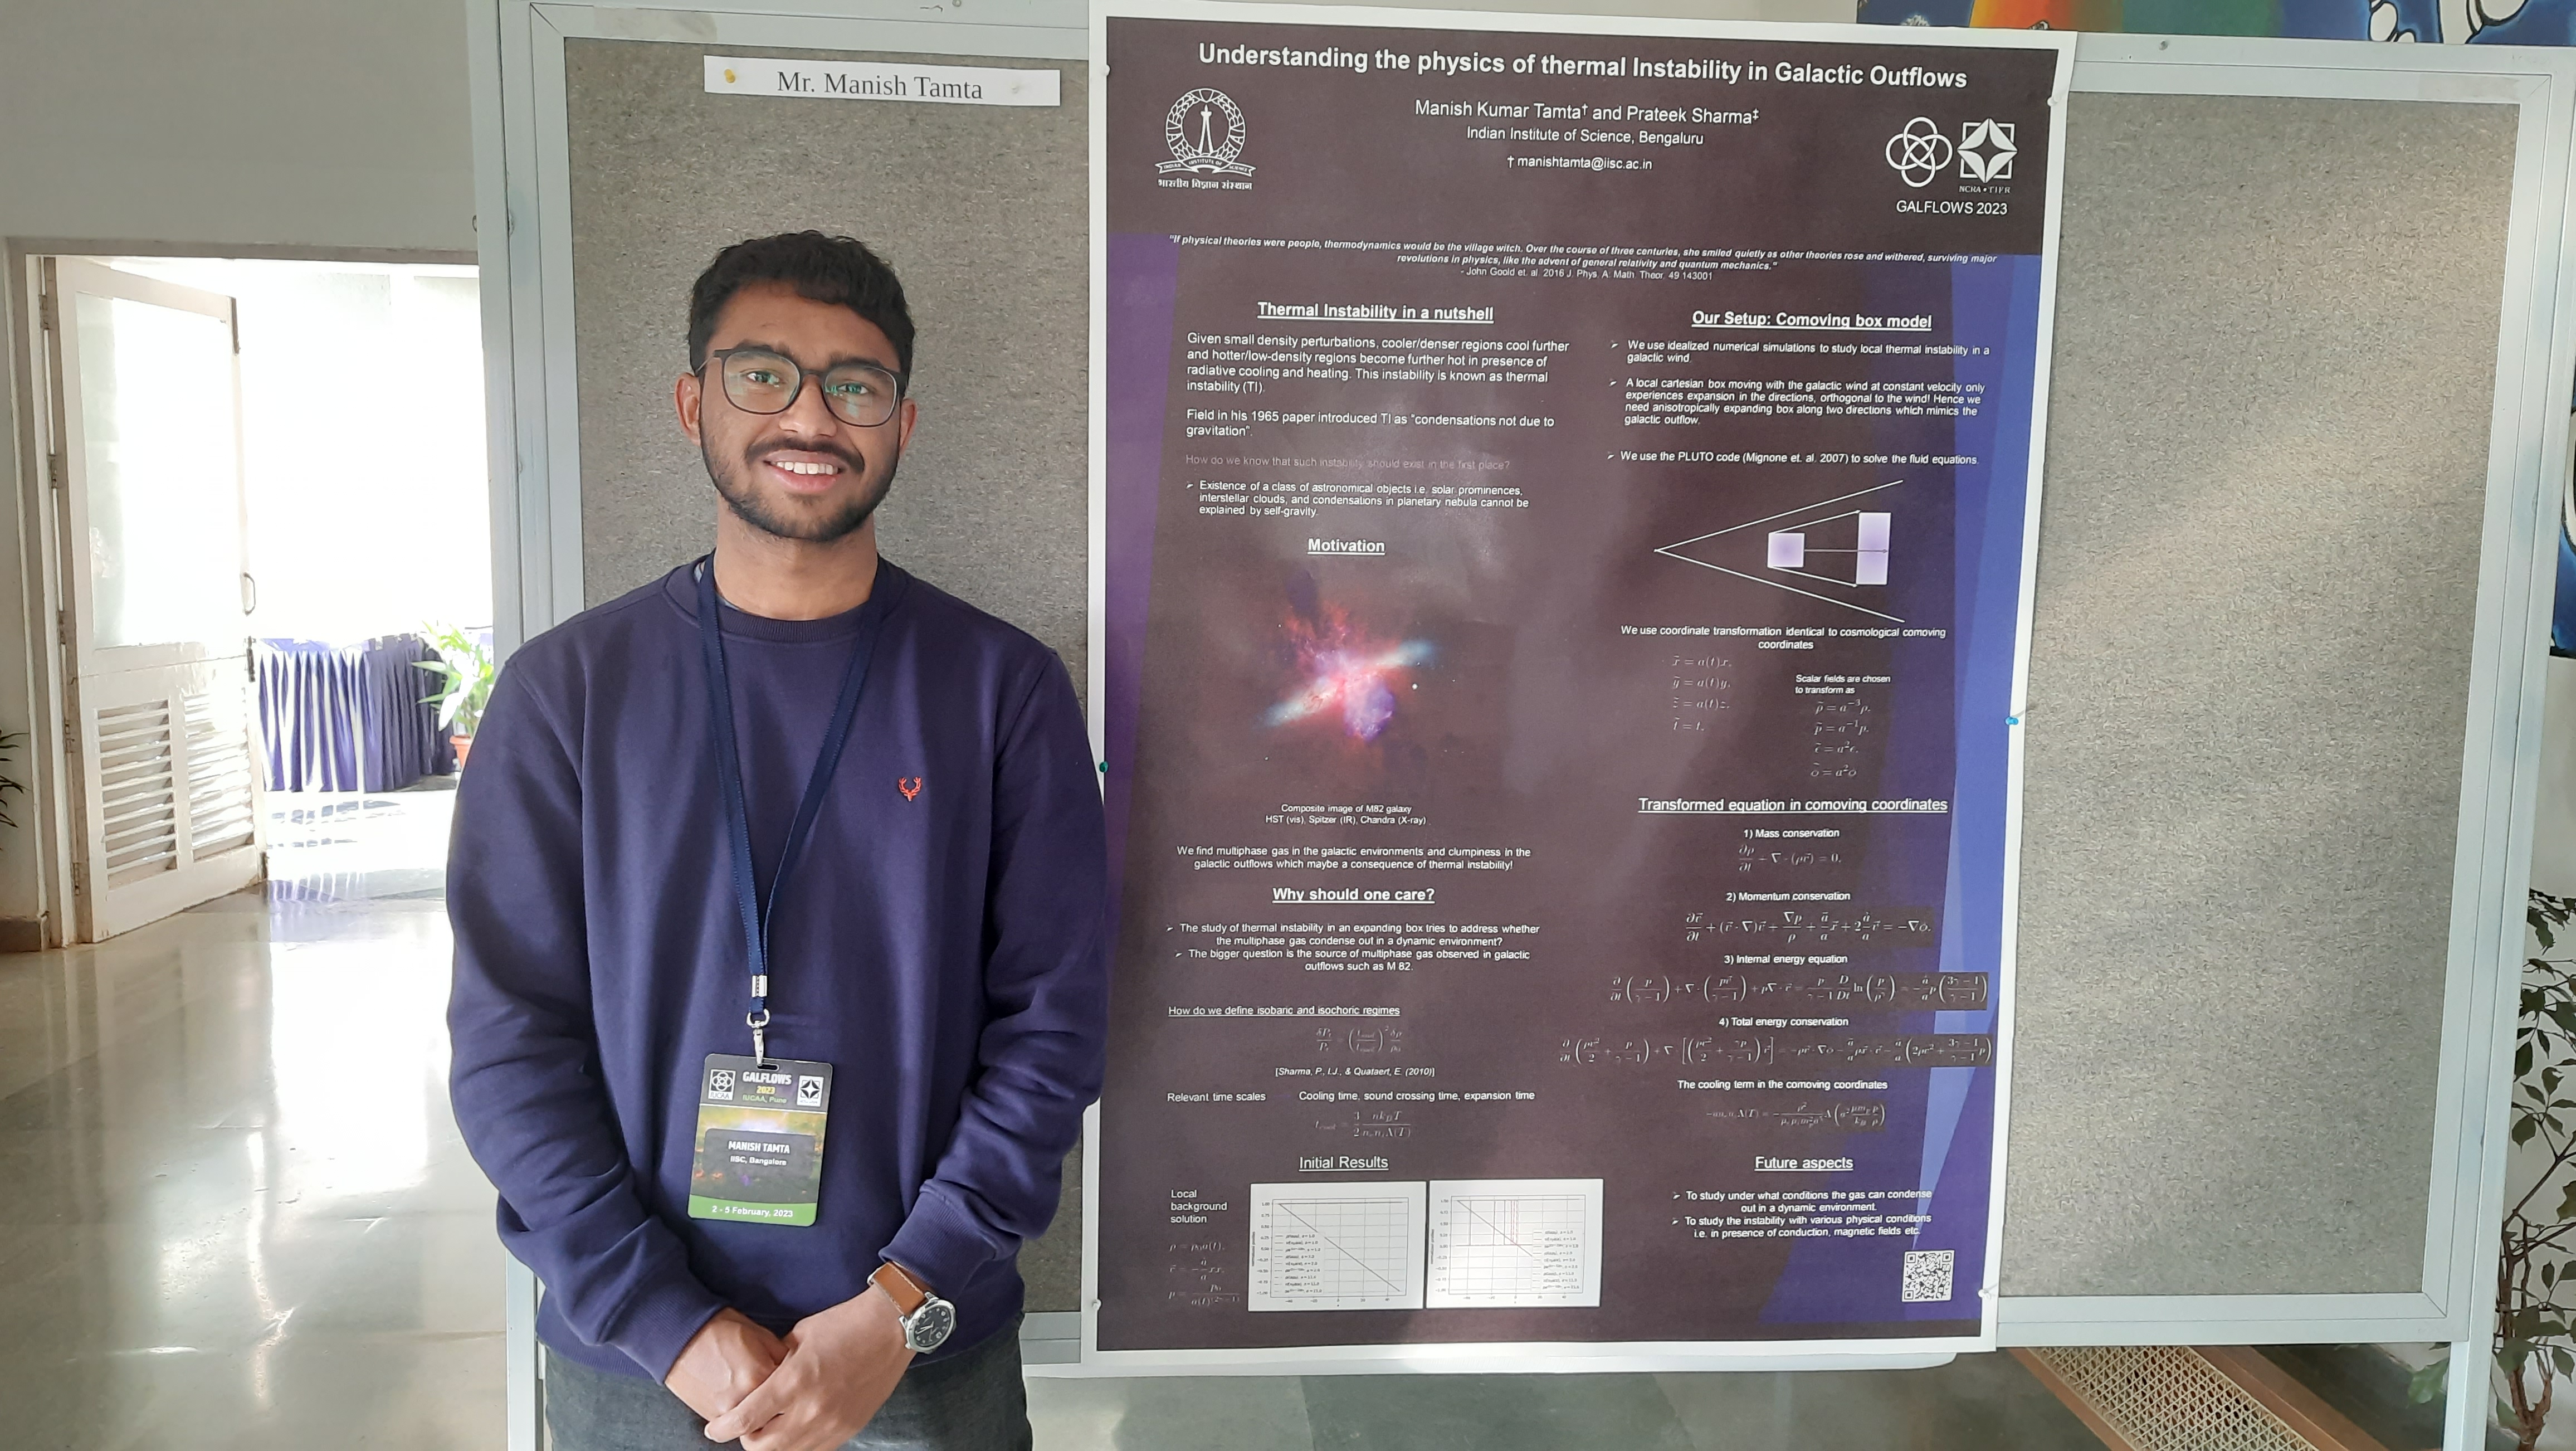 Mr. Manish Tamta
Understanding the physics of thermal Instability in Galactic Outflows
Manish Kumar Tamta† and Prateek Sharma‡
Indian Institute of Science, Bengaluru
† manishtamta@iisc.ac.in
भारतीय विज्ञान संस्थान
NCRA • TIFR
GALFLOWS 2023
"If physical theories were people, thermodynamics would be the village witch. Over the course of three centuries, she smiled quietly as other theories rose and withered, surviving major
revolutions in physics, like the advent of general relativity and quantum mechanics."
- John Goold et. al. 2016 J. Phys. A: Math. Theor. 49 143001
Thermal Instability in a nutshell
Given small density perturbations, cooler/denser regions cool further
and hotter/low-density regions become further hot in presence of
radiative cooling and heating. This instability is known as thermal
instability (TI).
Field in his 1965 paper introduced TI as "condensations not due to
gravitation".
How do we know that such instability should exist in the first place?
➢ Existence of a class of astronomical objects i.e. solar prominences,
interstellar clouds, and condensations in planetary nebula cannot be
explained by self-gravity.
Motivation
Composite image of M82 galaxy
HST (vis), Spitzer (IR), Chandra (X-ray)
We find multiphase gas in the galactic environments and clumpiness in the
galactic outflows which maybe a consequence of thermal instability!
Why should one care?
➢ The study of thermal instability in an expanding box tries to address whether
the multiphase gas condense out in a dynamic environment?
➢ The bigger question is the source of multiphase gas observed in galactic
outflows such as M 82.
How do we define isobaric and isochoric regimes
[Sharma, P., I.J., & Quataert, E. (2010)]
Relevant time scales Cooling time, sound crossing time, expansion time
Initial Results
Local
background
solution
Our Setup: Comoving box model
➢ We use idealized numerical simulations to study local thermal instability in a
galactic wind.
➢ A local cartesian box moving with the galactic wind at constant velocity only
experiences expansion in the directions, orthogonal to the wind! Hence we
need anisotropically expanding box along two directions which mimics the
galactic outflow.
➢ We use the PLUTO code (Mignone et. al. 2007) to solve the fluid equations.
We use coordinate transformation identical to cosmological comoving
coordinates
x̃ = a(t)x,
ỹ = a(t)y,
z̃ = a(t)z,
t̃ = t,
Scalar fields are chosen
to transform as
ρ̃ = a⁻³ρ,
p̃ = a⁻¹p,
Transformed equation in comoving coordinates
1) Mass conservation
2) Momentum conservation
3) Internal energy equation
4) Total energy conservation
The cooling term in the comoving coordinates
Future aspects
➢ To study under what conditions the gas can condense
out in a dynamic environment.
➢ To study the instability with various physical conditions
i.e. in presence of conduction, magnetic fields etc.
GALFLOWS
2023
IUCAA, Pune
MANISH TAMTA
IISC, Bangalore
2 - 5 February, 2023